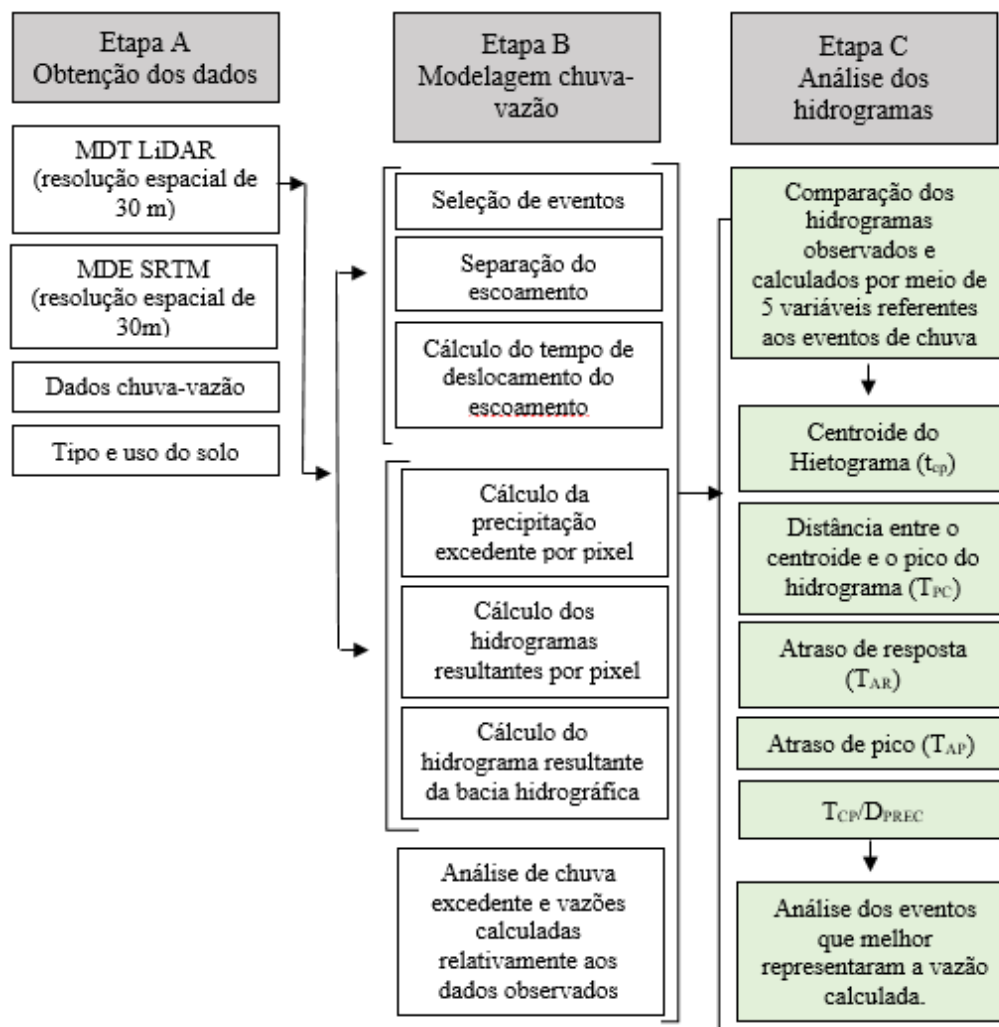 Etapa A
Obtenção dos dados
MDT LiDAR
(resolução espacial de
30 m)
MDE SRTM
(resolução espacial de
30m)
Dados chuva-vazão
Tipo e uso do solo
Etapa B
Modelagem chuva-
vazão
Seleção de eventos
Separação do
escoamento
Cálculo do tempo de
deslocamento do
escoamento
Cálculo da
precipitação
excedente por pixel
Cálculo dos
hidrogramas
resultantes por pixel
Cálculo do
hidrograma resultante
da bacia hidrográfica
Análise de chuva
excedente e vazões
calculadas
relativamente aos
dados observados
Etapa C
Análise dos
hidrogramas
Comparação dos
hidrogramas
observados e
calculados por meio de
5 variáveis referentes
aos eventos de chuva
Centroide do
Hietograma (tcp)
Distância entre o
centroide e o pico do
hidrograma (TPC)
Atraso de resposta
(TAR)
Atraso de pico (TAP)
TCP/DPREC
Análise dos eventos
que melhor
representaram a vazão
calculada.